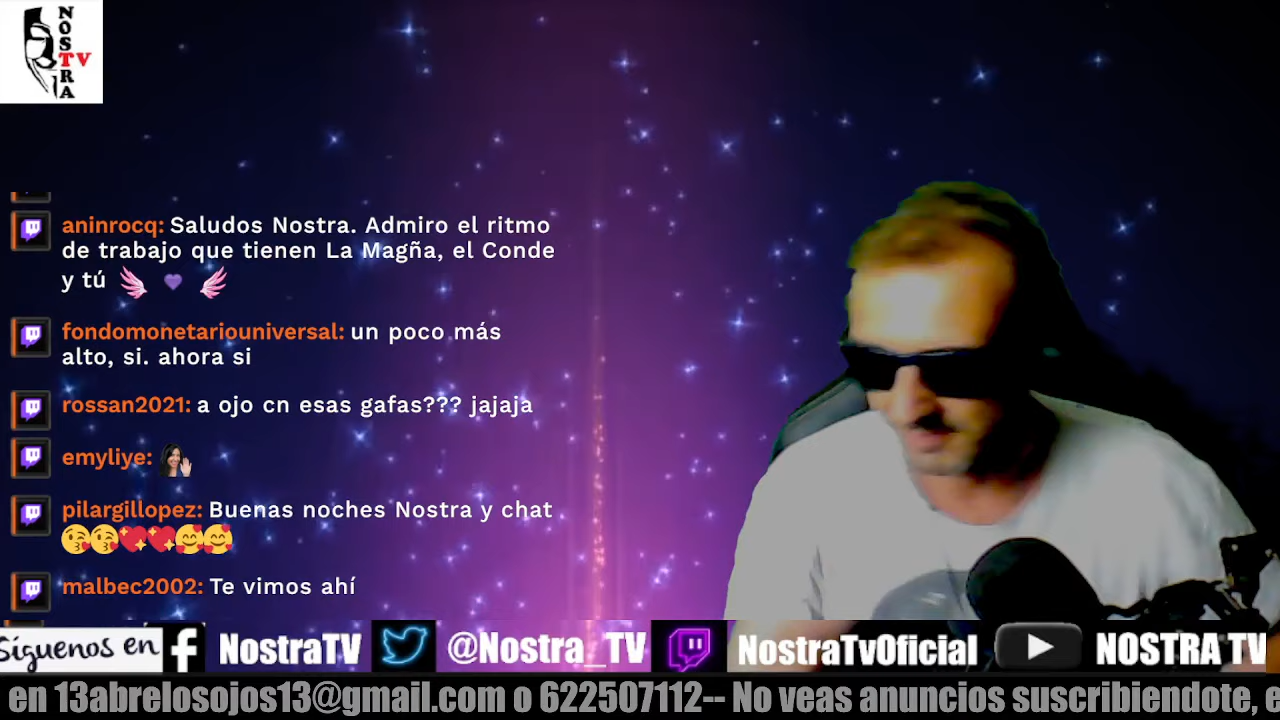 NOSTRA
TV
aninrocq: Saludos Nostra. Admiro el ritmo
de trabajo que tienen La Magña, el Conde
y tú
fondomonetariouniversal: un poco más
alto, si. ahora si
rossan2021: a ojo cn esas gafas??? jajaja
emyliye:
pilargillopez: Buenas noches Nostra y chat
malbec2002: Te vimos ahí
Síguenos en NostraTV @Nostra_TV NostraTvOficial NOSTRA TV
en 13abrelosojos13@gmail.com o 622507112-- No veas anuncios suscribiendote, e